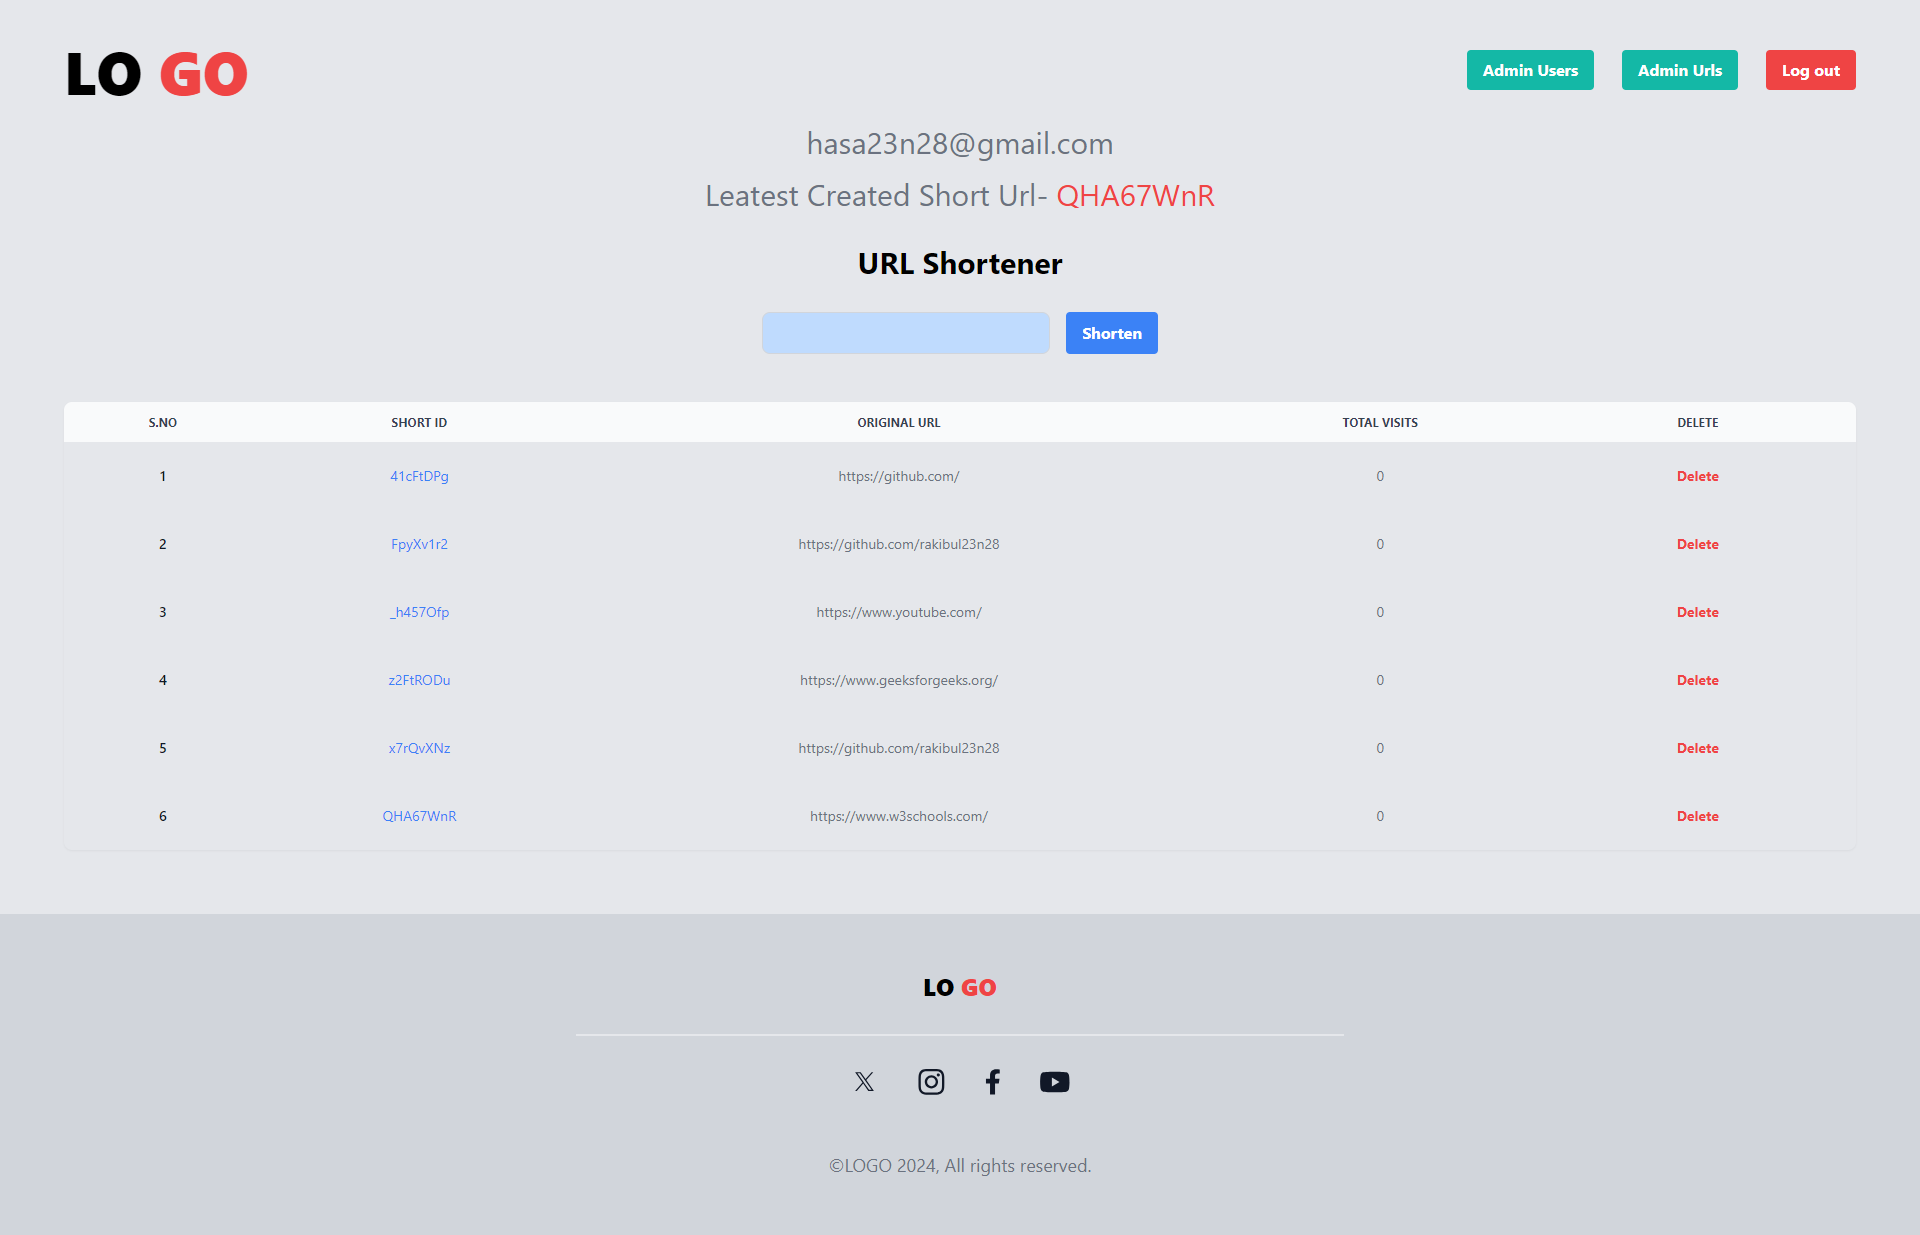 LO GO
Admin Users Admin Urls Log out
hasa23n28@gmail.com
Leatest Created Short Url- QHA67WnR
URL Shortener
Shorten
S.NO SHORT ID ORIGINAL URL TOTAL VISITS DELETE
1 41cFtDPg https://github.com/ 0 Delete
2 FpyXv1r2 https://github.com/rakibul23n28 0 Delete
3 _h457Ofp https://www.youtube.com/ 0 Delete
4 z2FtRODu https://www.geeksforgeeks.org/ 0 Delete
5 x7rQvXNz https://github.com/rakibul23n28 0 Delete
6 QHA67WnR https://www.w3schools.com/ 0 Delete
LO GO
©LOGO 2024, All rights reserved.